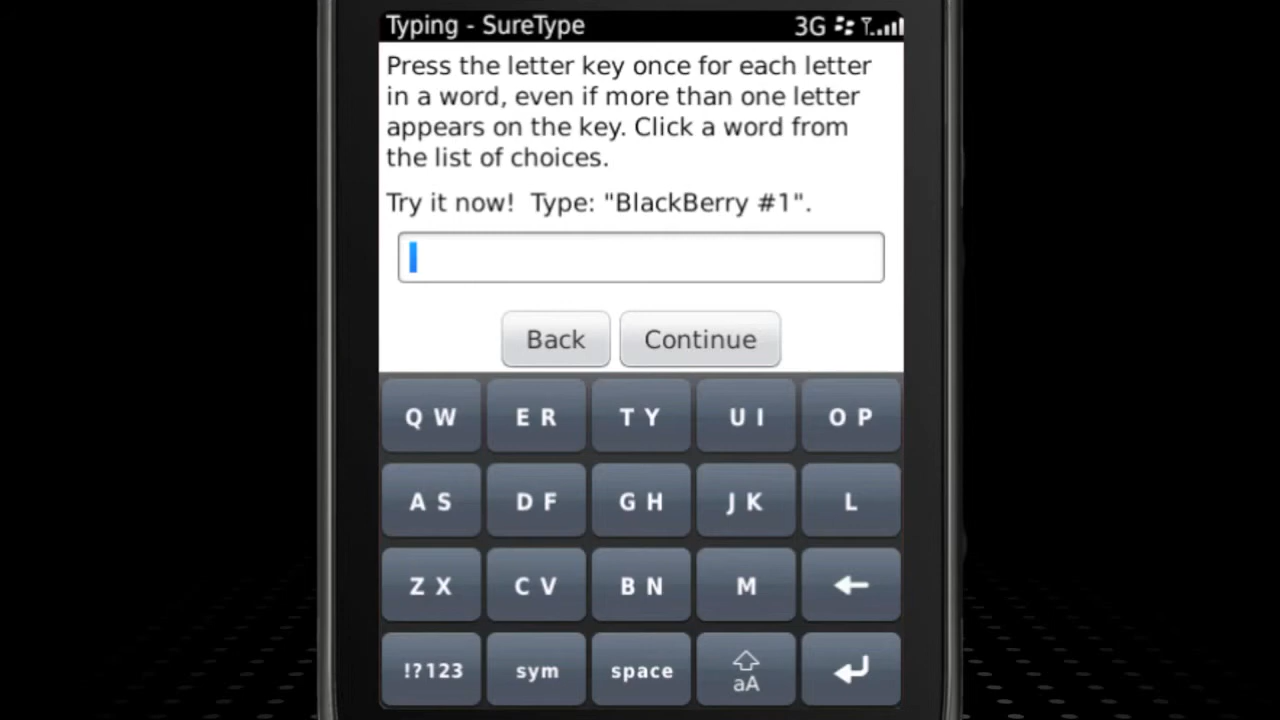 Typing - SureType 3G
Press the letter key once for each letter
in a word, even if more than one letter
appears on the key. Click a word from
the list of choices.
Try it now!  Type: "BlackBerry #1".
Back Continue
Q W E R T Y U I O P
A S D F G H J K L
Z X C V B N M
!?123 sym space aA